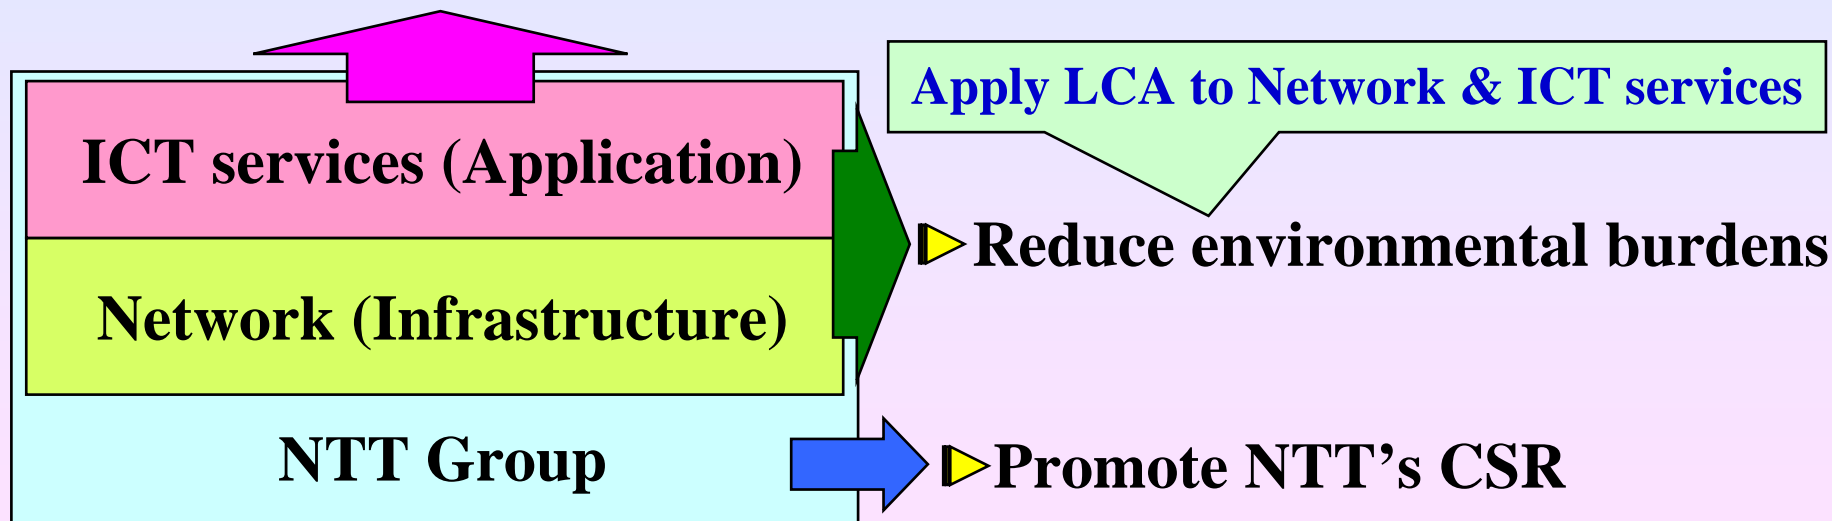 Apply LCA to Network & ICT services
ICT services (Application)
Reduce environmental burdens
Network (Infrastructure)
NTT Group
Promote NTT’s CSR